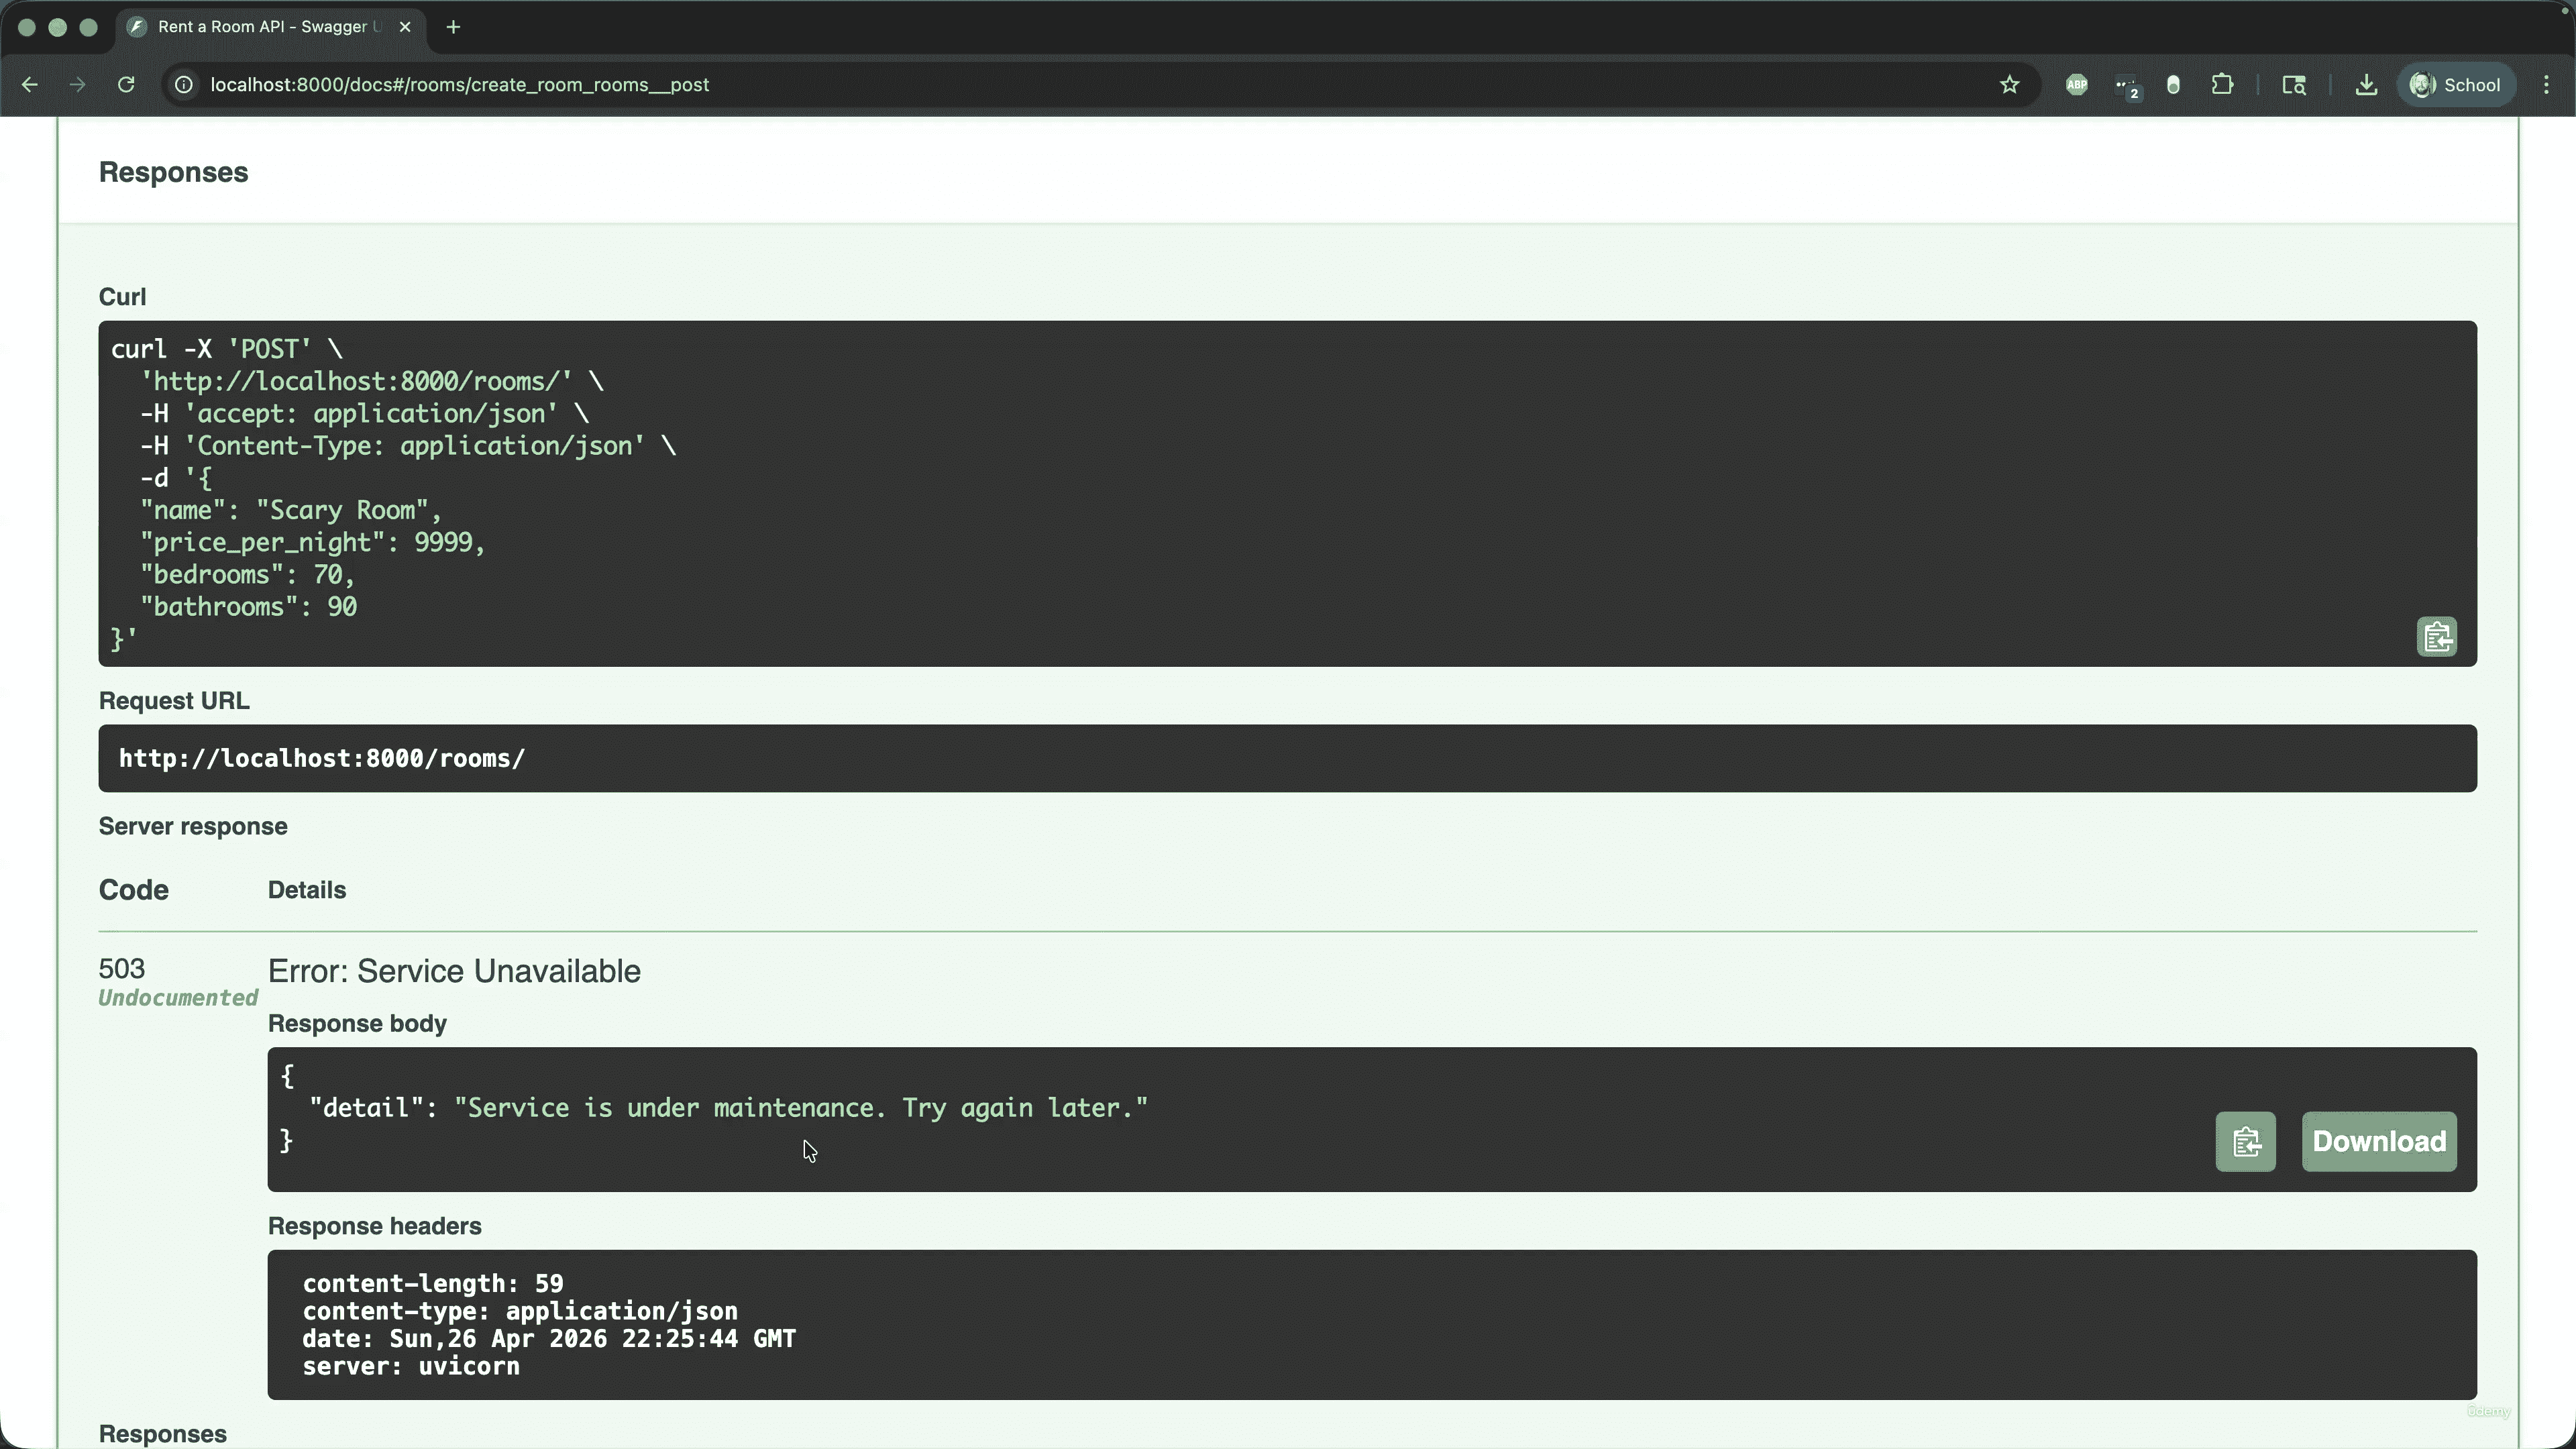 Rent a Room API - Swagger U
localhost:8000/docs#/rooms/create_room_rooms__post
ABP
2
School
Responses
Curl
curl -X 'POST' \
'http://localhost:8000/rooms/' \
-H 'accept: application/json' \
-H 'Content-Type: application/json' \
-d '{
"name": "Scary Room",
"price_per_night": 9999,
"bedrooms": 70,
"bathrooms": 90
}'
Request URL
http://localhost:8000/rooms/
Server response
Code Details
503 Error: Service Unavailable
Undocumented
Response body
{
"detail": "Service is under maintenance. Try again later."
}
Download
Response headers
content-length: 59
content-type: application/json
date: Sun,26 Apr 2026 22:25:44 GMT
server: uvicorn
Responses